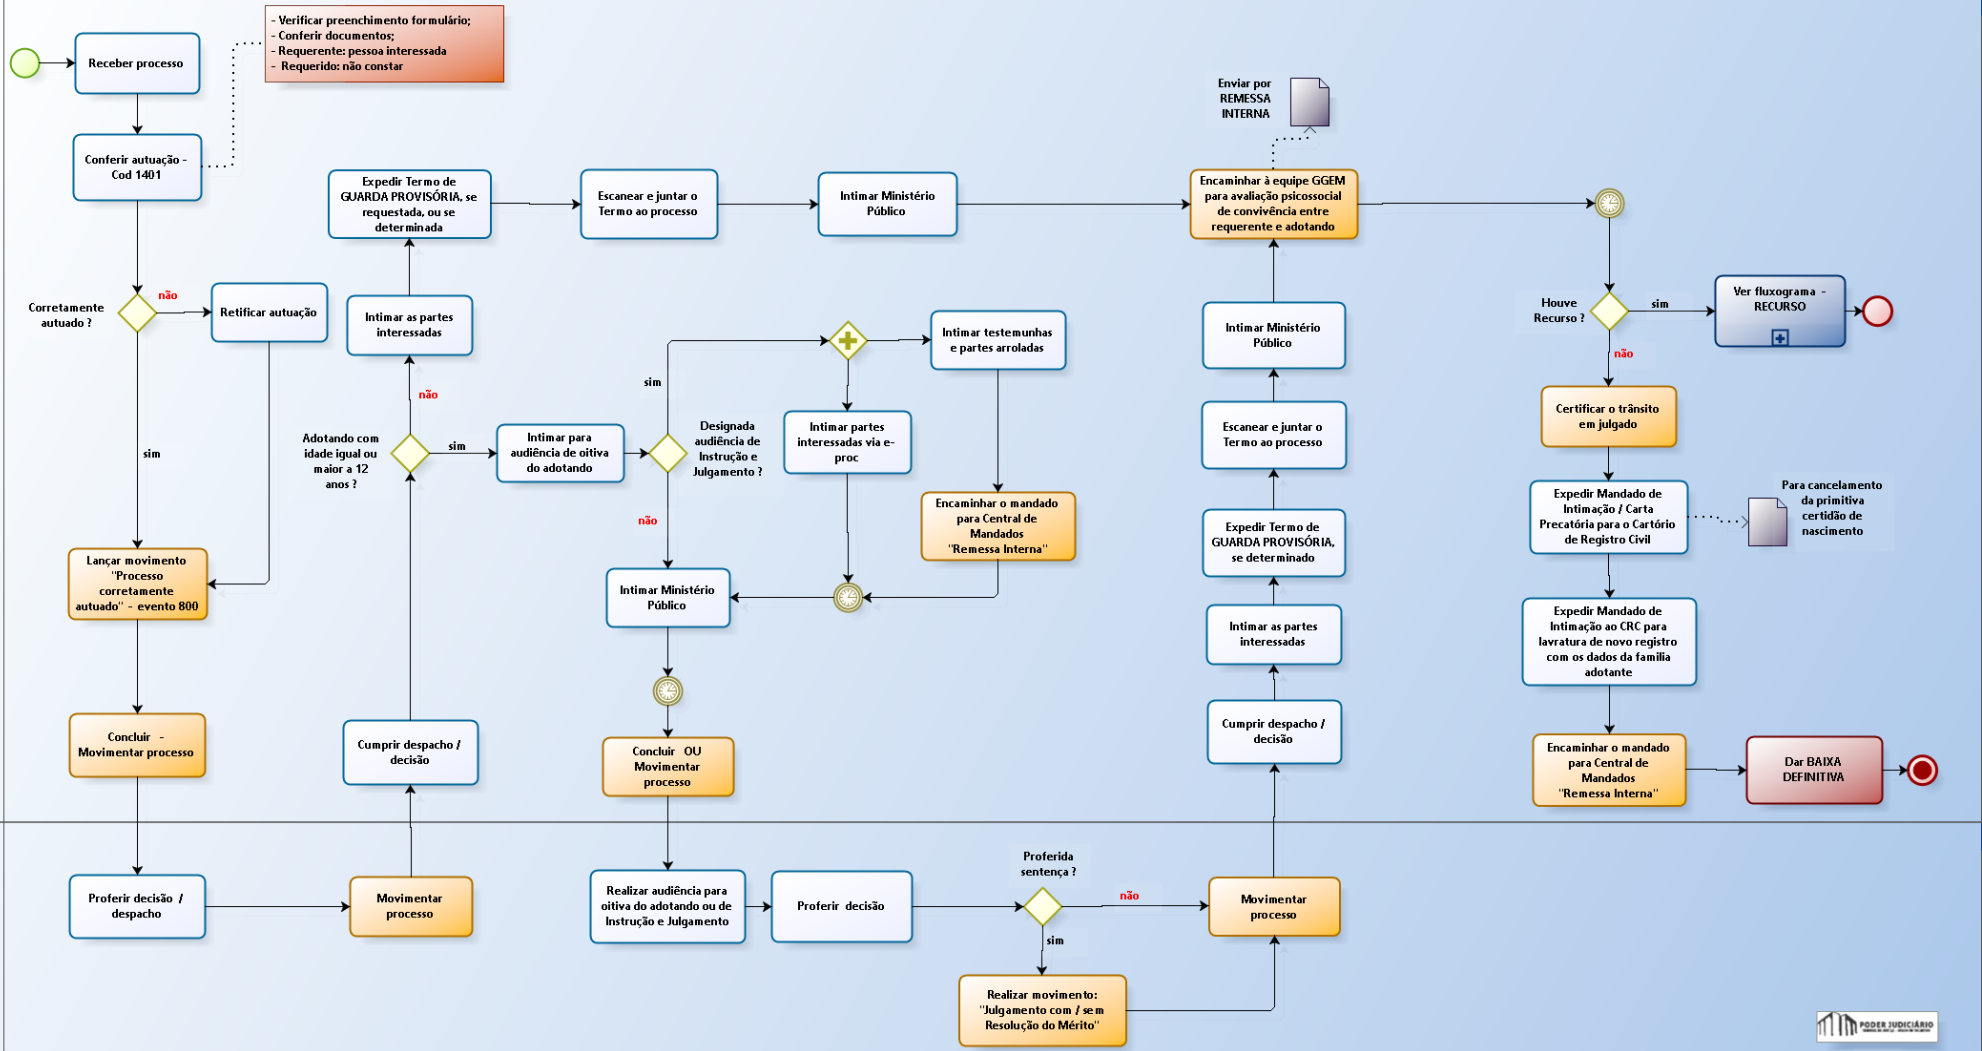 - Verificar preenchimento formulário;
- Conferir documentos;
- Requerente: pessoa interessada
- Requerido: não constar
Receber processo
Conferir autuação -
Cod 1401
Corretamente
autuado ?
não
Retificar autuação
sim
Lançar movimento
"Processo
corretamente
autuado" - evento 800
Concluir -
Movimentar processo
Proferir decisão /
despacho
Movimentar
processo
Cumprir despacho /
decisão
Adotando com
idade igual ou
maior a 12
anos ?
não
Intimar as partes
interessadas
Expedir Termo de
GUARDA PROVISÓRIA, se
requestada, ou se
determinada
Escanear e juntar o
Termo ao processo
Intimar Ministério
Público
sim
Intimar para
audiência de oitiva
do adotando
Designada
audiência de
Instrução e
Julgamento ?
sim
Intimar testemunhas
e partes arroladas
Intimar partes
interessadas via e-
proc
Encaminhar o mandado
para Central de
Mandados
"Remessa Interna"
não
Intimar Ministério
Público
Concluir OU
Movimentar
processo
Realizar audiência para
oitiva do adotando ou de
Instrução e Julgamento
Proferir decisão
Proferida
sentença ?
não
sim
Realizar movimento:
"Julgamento com / sem
Resolução do Mérito"
Movimentar
processo
Cumprir despacho /
decisão
Intimar as partes
interessadas
Expedir Termo de
GUARDA PROVISÓRIA,
se determinado
Escanear e juntar o
Termo ao processo
Intimar Ministério
Público
Encaminhar à equipe GGEM
para avaliação psicossocial
de convivência entre
requerente e adotando
Enviar por
REMESSA
INTERNA
Houve
Recurso ?
sim
Ver fluxograma -
RECURSO
não
Certificar o trânsito
em julgado
Expedir Mandado de
Intimação / Carta
Precatória para o Cartório
de Registro Civil
Para cancelamento
da primitiva
certidão de
nascimento
Expedir Mandado de
Intimação ao CRC para
lavratura de novo registro
com os dados da familia
adotante
Encaminhar o mandado
para Central de
Mandados
"Remessa Interna"
Dar BAIXA
DEFINITIVA
PODER JUDICIÁRIO